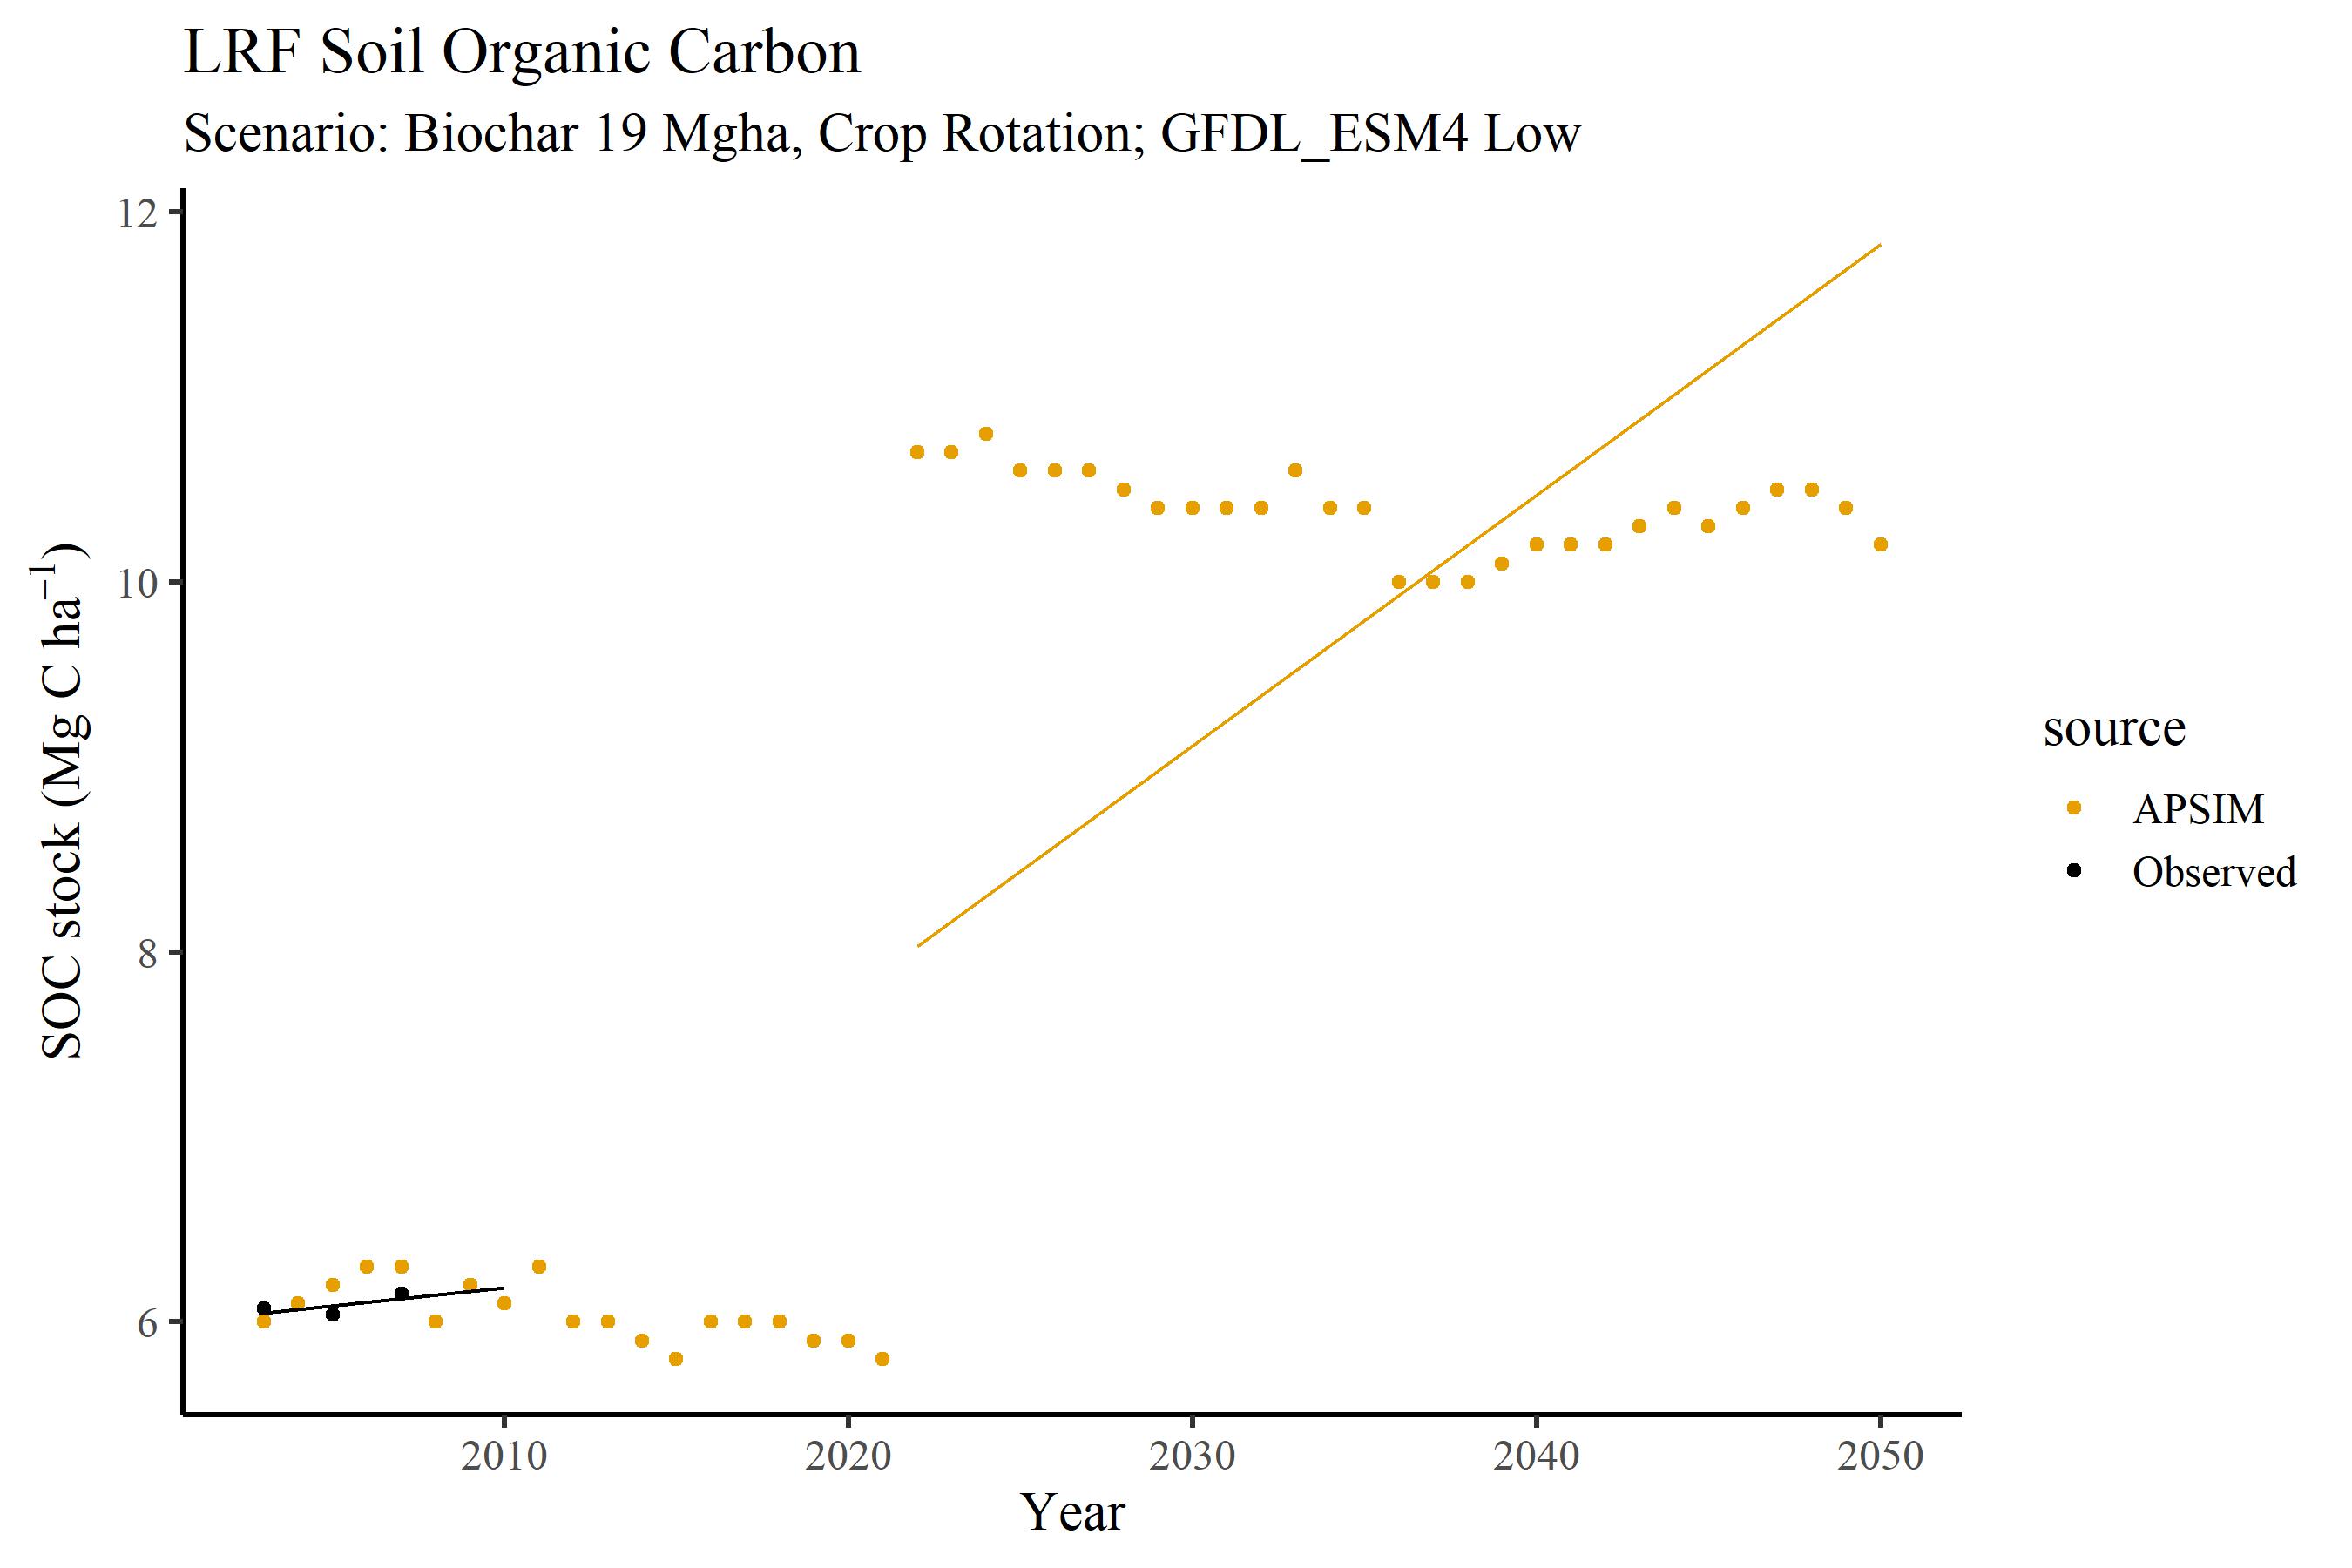 LRF Soil Organic Carbon
Scenario: Biochar 19 Mgha, Crop Rotation; GFDL_ESM4 Low
SOC stock (Mg C ha⁻¹)
12
10
8
6
2010
2020
2030
2040
2050
Year
source
APSIM
Observed